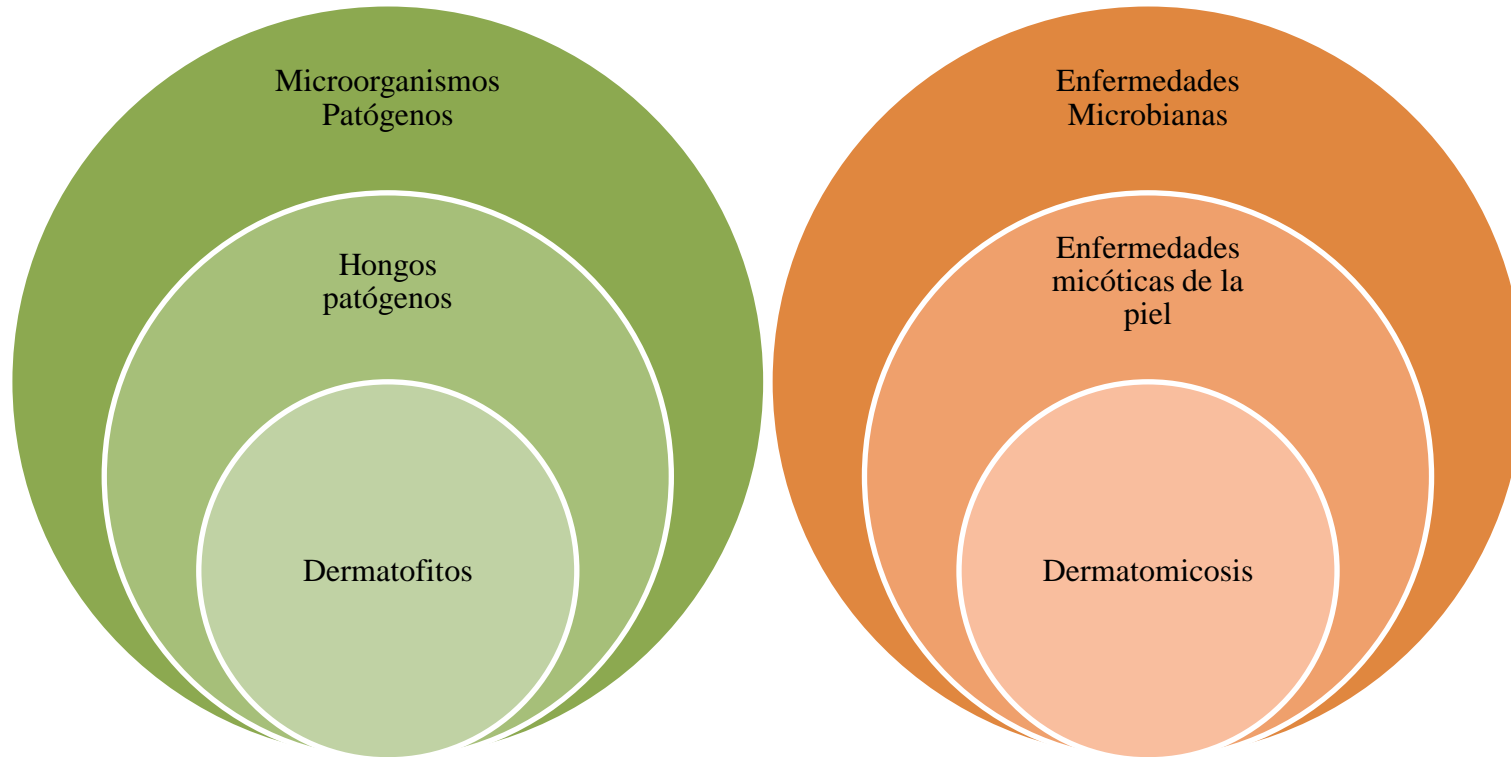 Microorganismos
Patógenos
Hongos
patógenos
Dermatofitos
Enfermedades
Microbianas
Enfermedades
micóticas de la
piel
Dermatomicosis